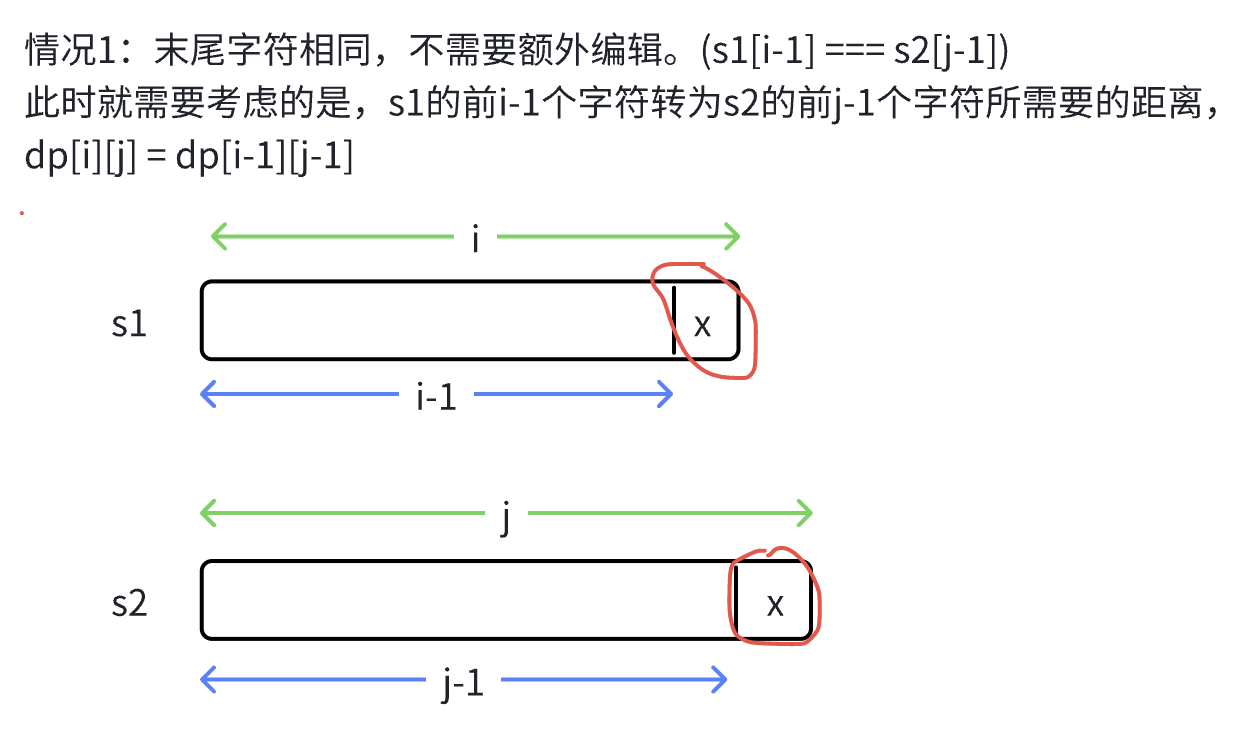 情况1：末尾字符相同，不需要额外编辑。(s1[i-1] === s2[j-1])
此时就需要考虑的是，s1的前i-1个字符转为s2的前j-1个字符所需要的距离，
dp[i][j] = dp[i-1][j-1]
i
s1
x
i-1
j
s2
x
j-1